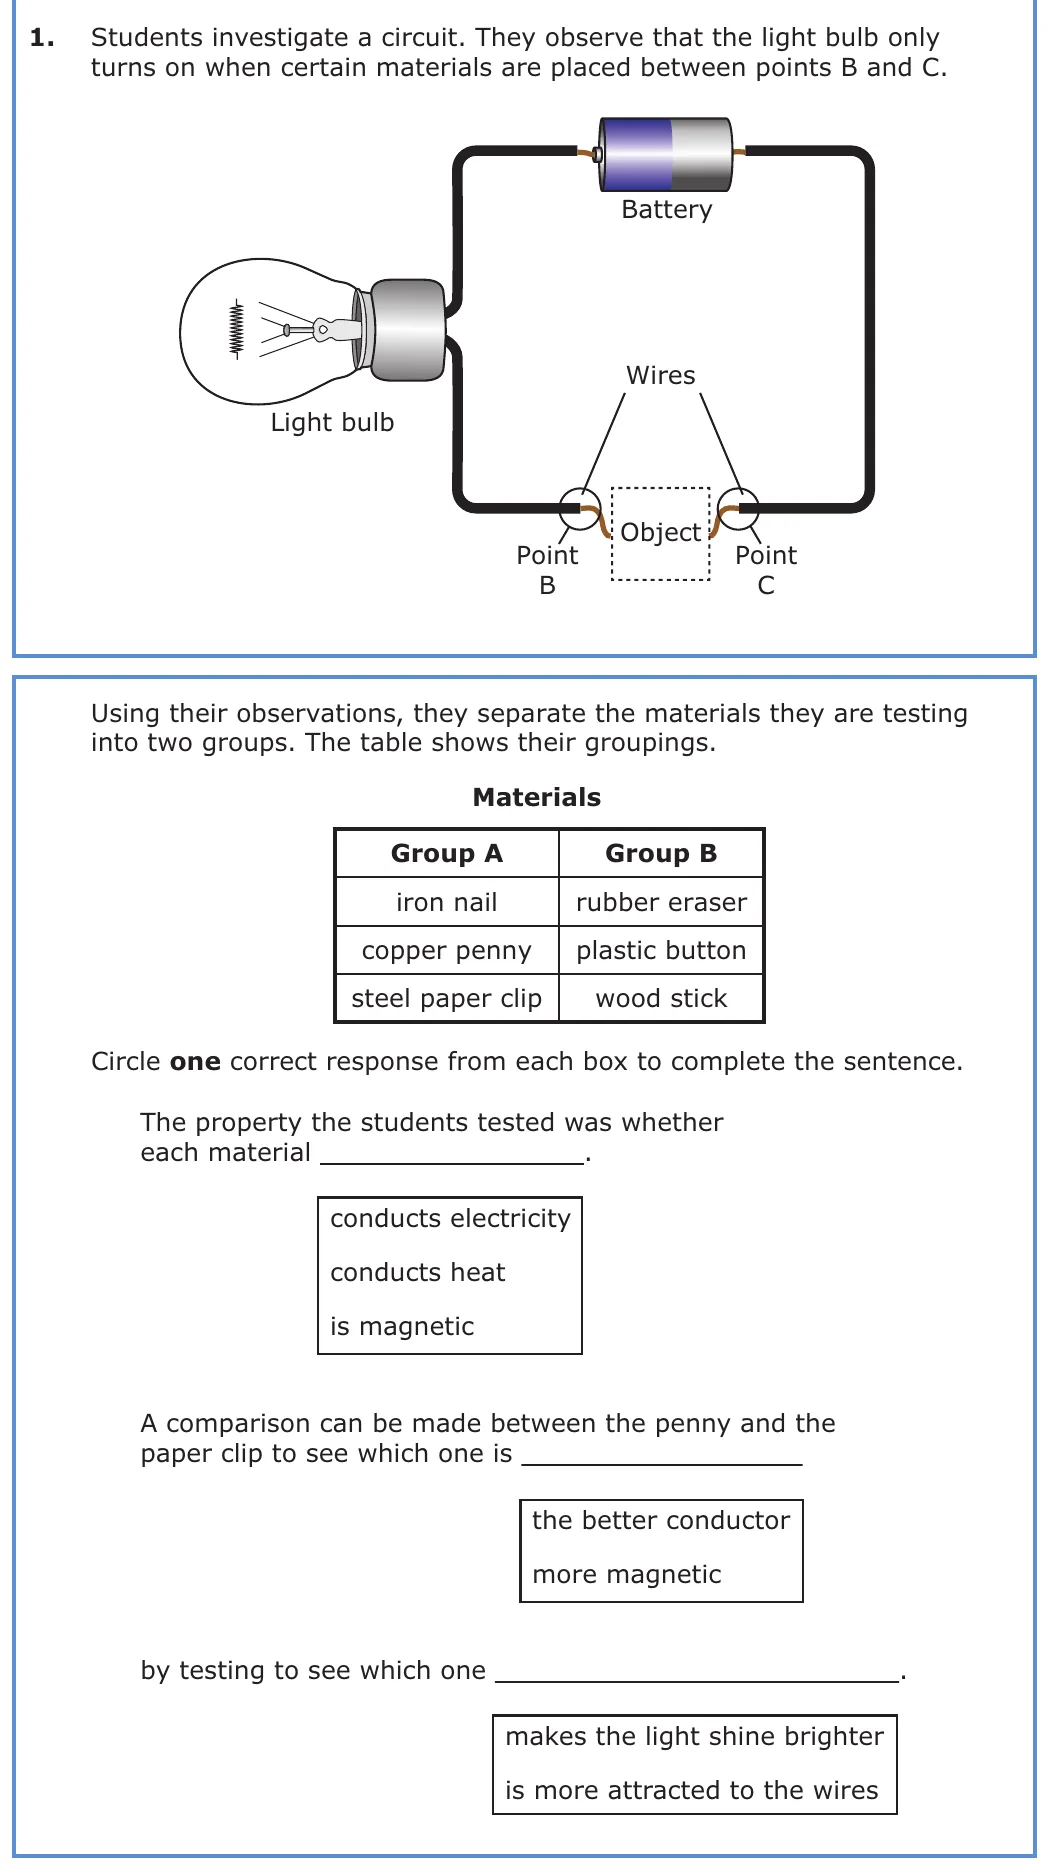 1. Students investigate a circuit. They observe that the light bulb only
turns on when certain materials are placed between points B and C.
Battery
Wires
Light bulb
Object
Point
B
Point
C
Using their observations, they separate the materials they are testing
into two groups. The table shows their groupings.
Materials
Group A Group B
iron nail rubber eraser
copper penny plastic button
steel paper clip wood stick
Circle one correct response from each box to complete the sentence.
The property the students tested was whether
each material ____________________.
conducts electricity
conducts heat
is magnetic
A comparison can be made between the penny and the
paper clip to see which one is ____________________
the better conductor
more magnetic
by testing to see which one ____________________.
makes the light shine brighter
is more attracted to the wires